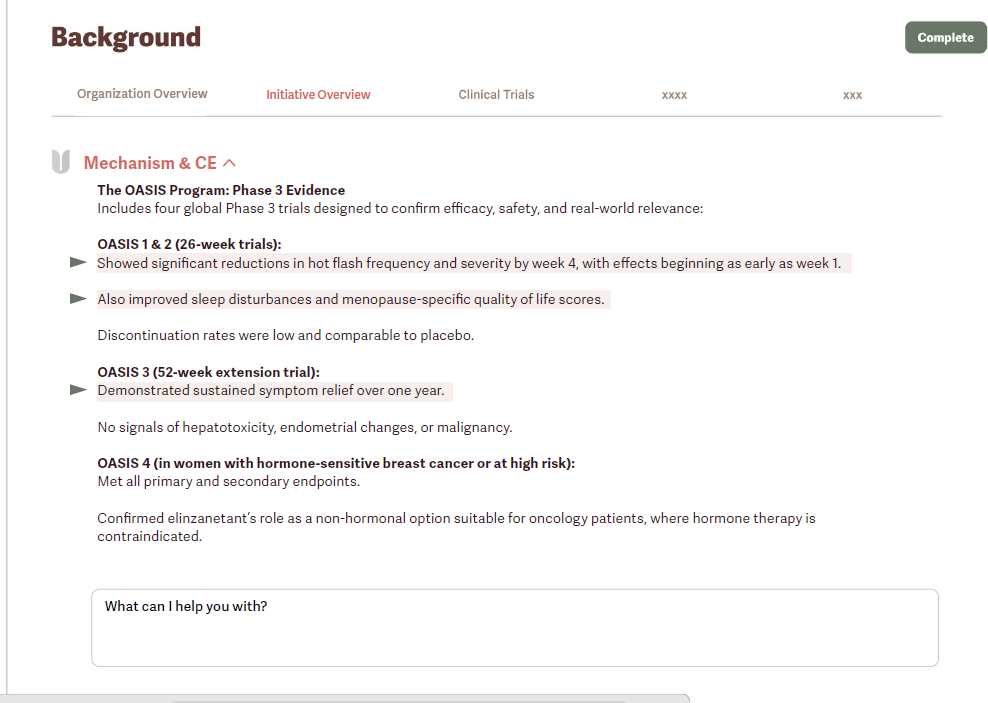 Background
Complete
Organization Overview
Initiative Overview
Clinical Trials
xxxx
xxx
Mechanism & CE
The OASIS Program: Phase 3 Evidence
Includes four global Phase 3 trials designed to confirm efficacy, safety, and real-world relevance:
OASIS 1 & 2 (26-week trials):
Showed significant reductions in hot flash frequency and severity by week 4, with effects beginning as early as week 1.
Also improved sleep disturbances and menopause-specific quality of life scores.
Discontinuation rates were low and comparable to placebo.
OASIS 3 (52-week extension trial):
Demonstrated sustained symptom relief over one year.
No signals of hepatotoxicity, endometrial changes, or malignancy.
OASIS 4 (in women with hormone-sensitive breast cancer or at high risk):
Met all primary and secondary endpoints.
Confirmed elinzanetant's role as a non-hormonal option suitable for oncology patients, where hormone therapy is
contraindicated.
What can I help you with?